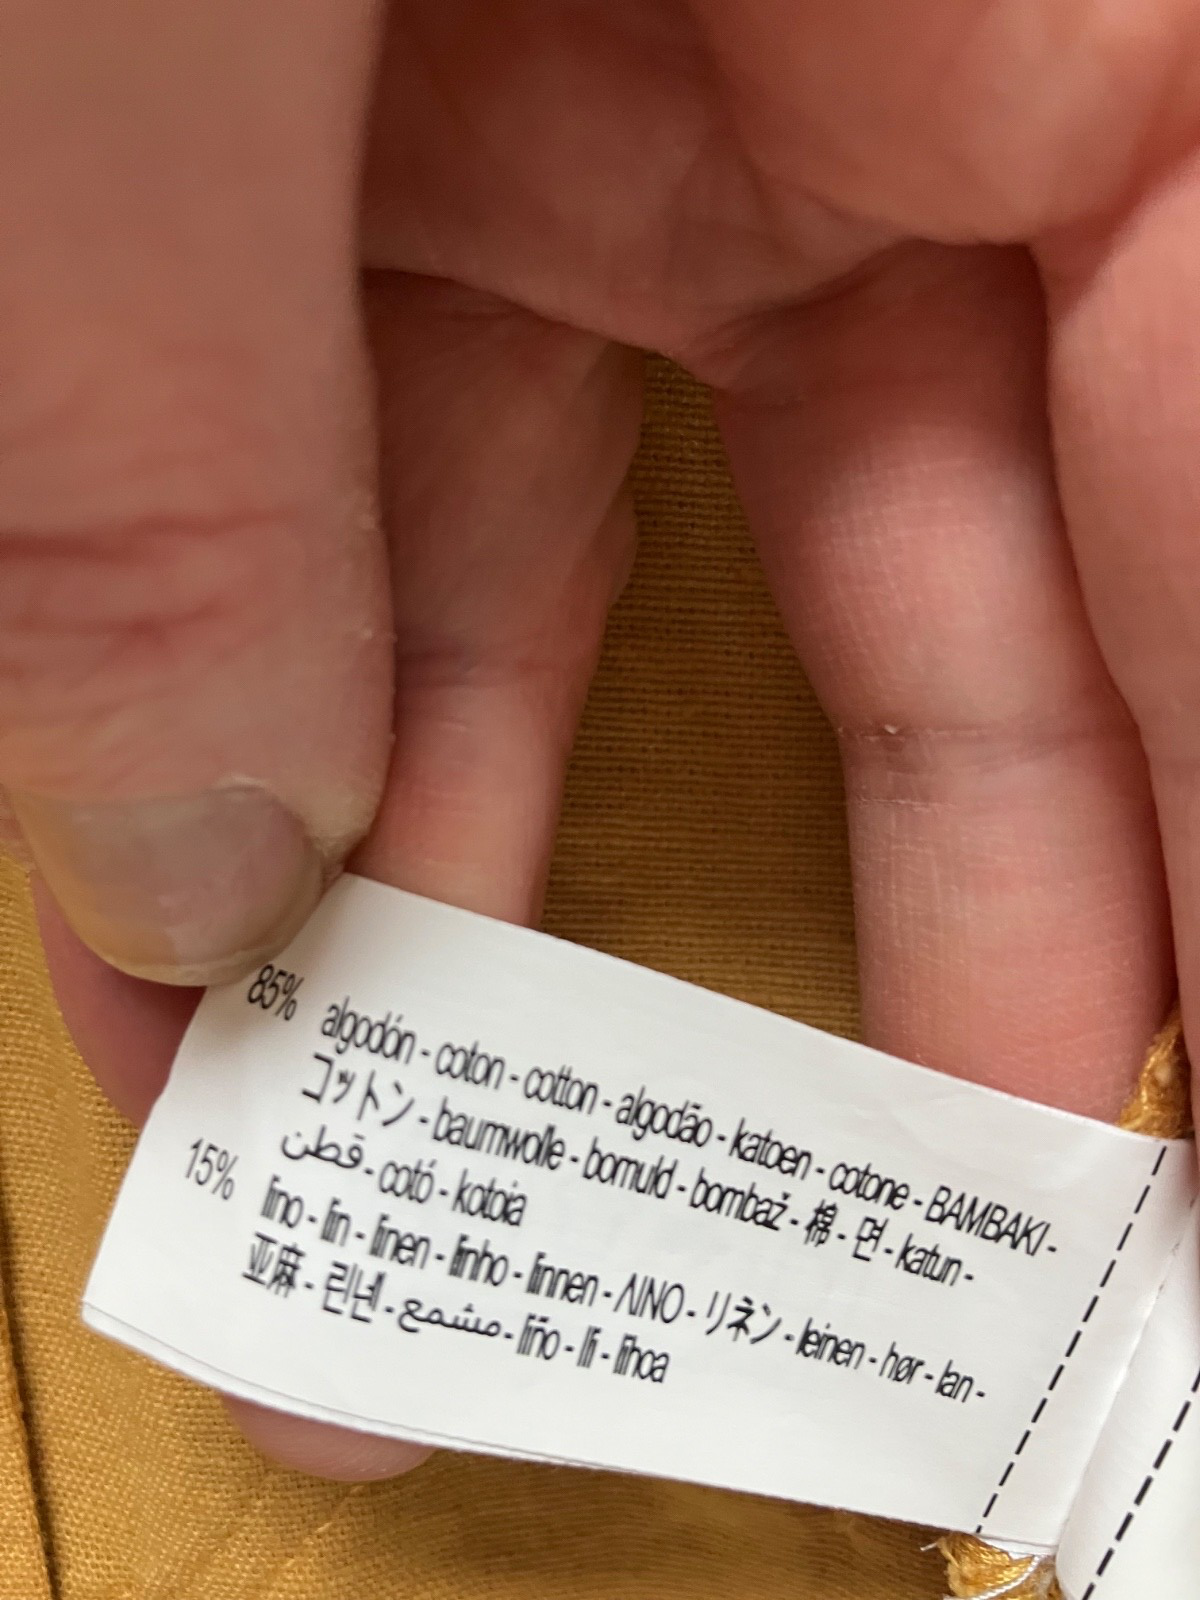 85% algodón - coton - cotton - algodão - katoen - cotone - BAMBAKI -
コットン - baumwolle - bomuld - bombaž - 棉 - 면 - katun -
قطن - cotó - kotoia
15% lino - lin - linen - linho - linnen - ΛINO - リネン - leinen - hør - lan -
亚麻 - 린넨 - مشمع - liño - lli - lihoa